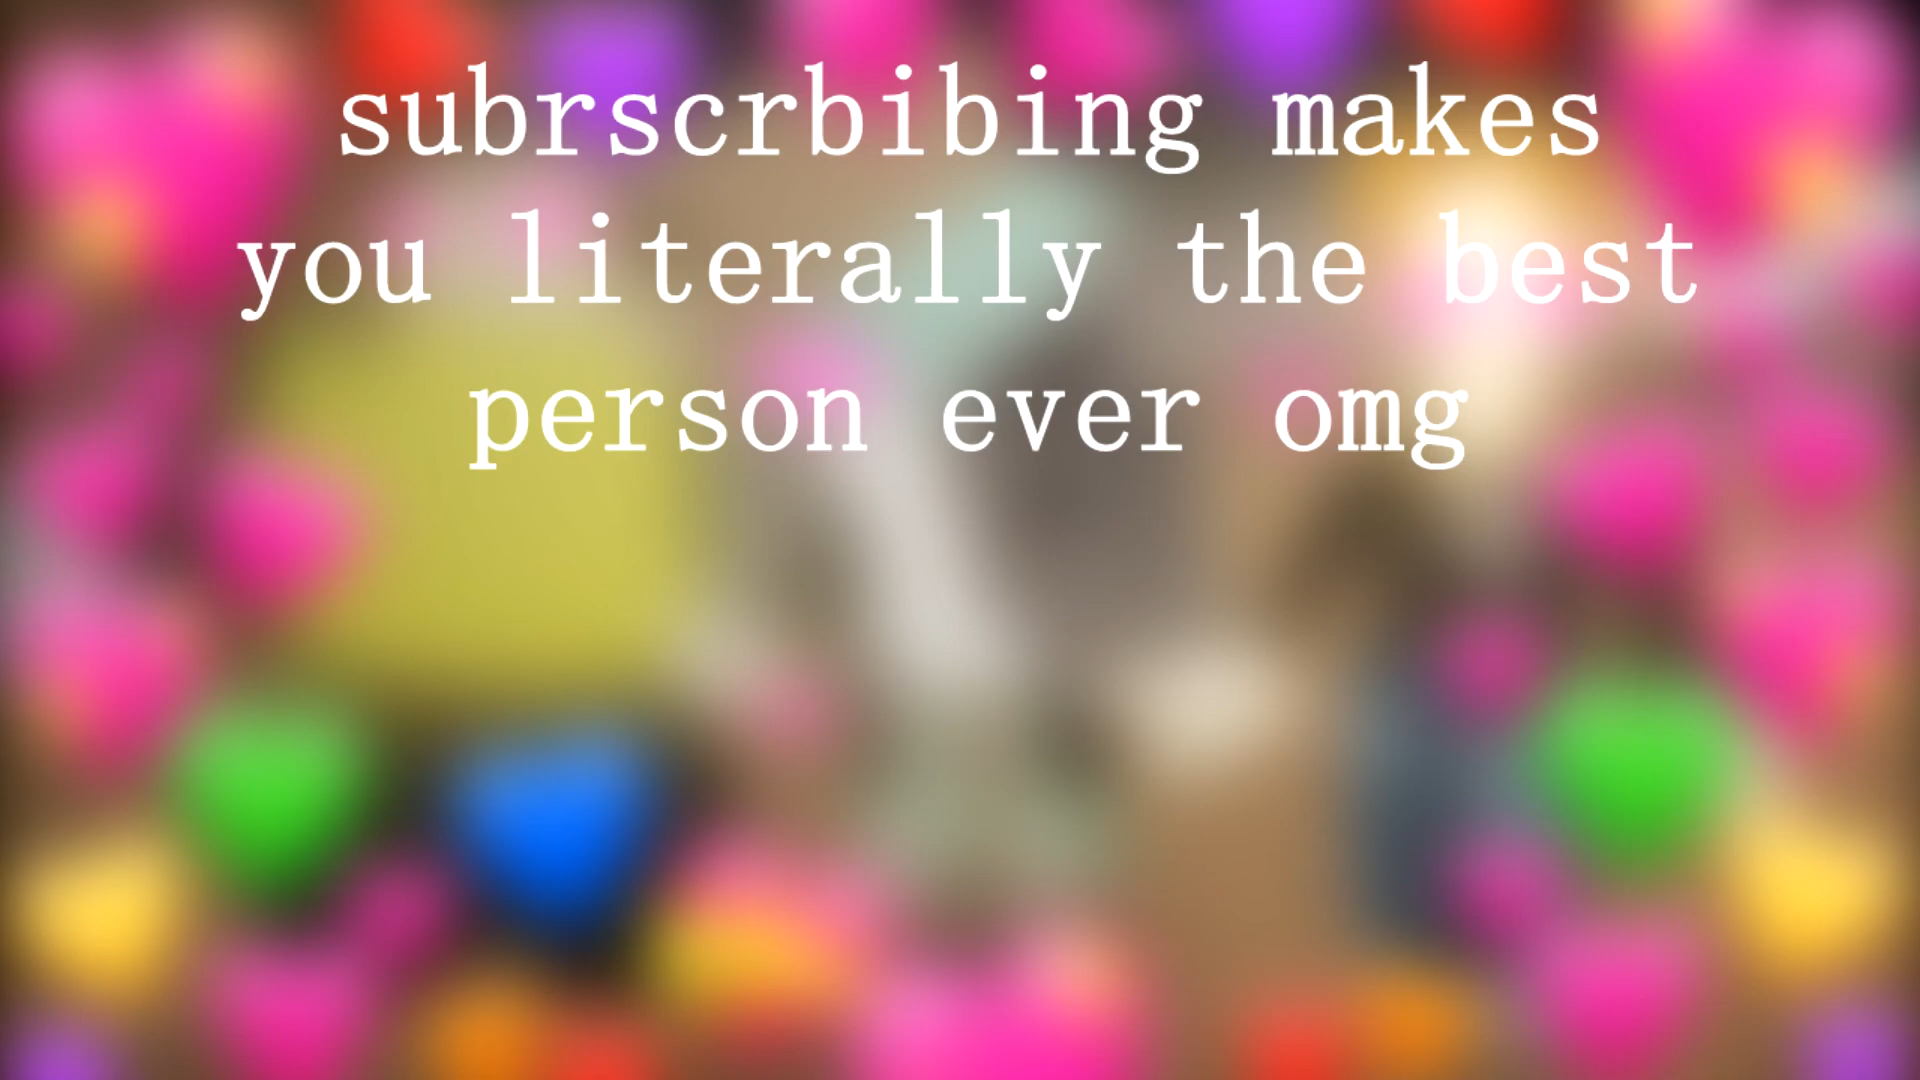 subrscrbibing makes
you literally the best
person ever omg